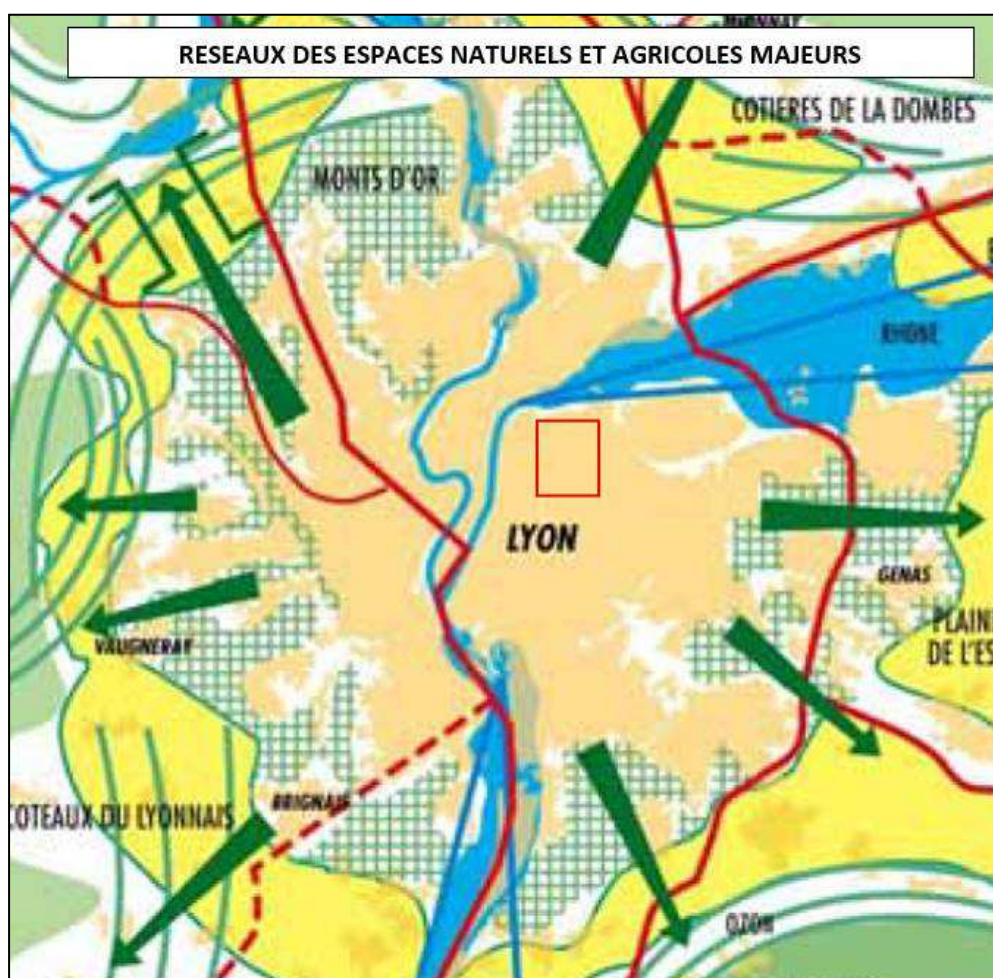 RESEAUX DES ESPACES NATURELS ET AGRICOLES MAJEURS
COTIERES DE LA DOMBES
MONTS D'OR
RHONE
LYON
GENAS
VAUGNERAY
PLAIN
DE L'ES
BRIGNAIS
COTEAUX DU LYONNAIS
OZON